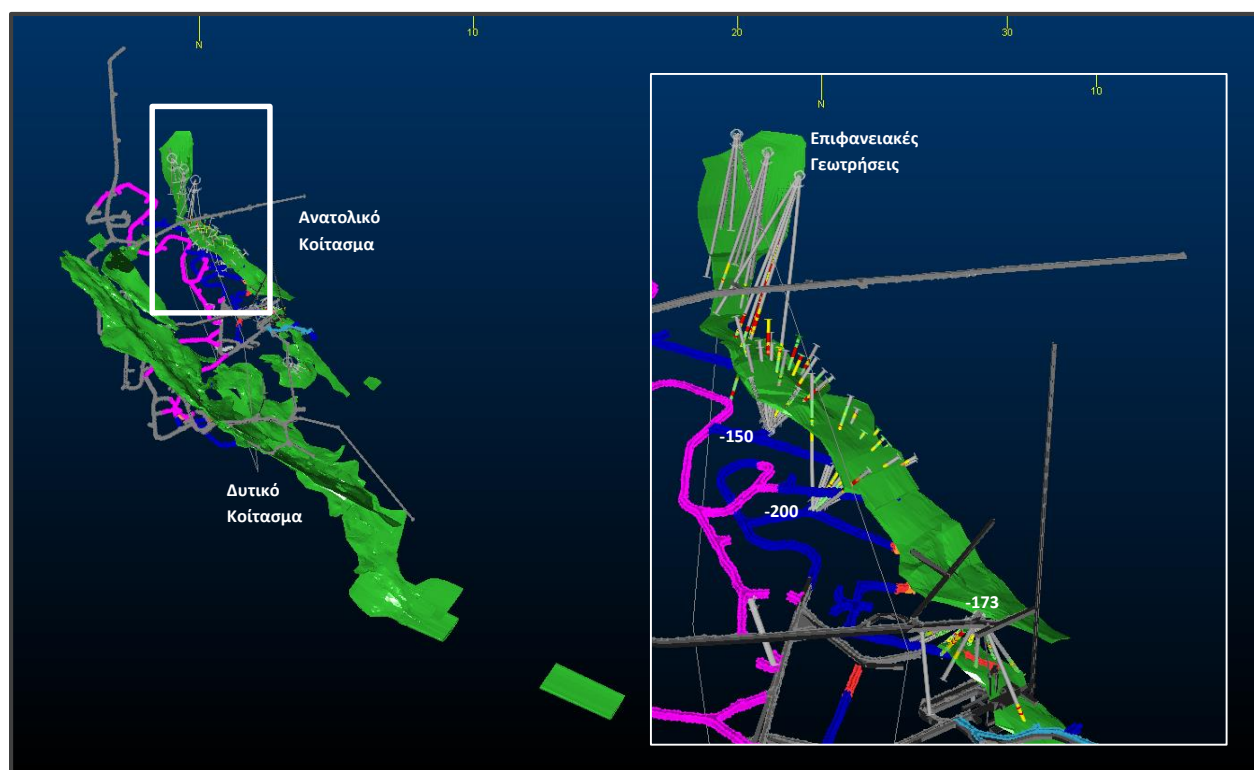 N
10
20
30
N
10
Ανατολικό
Κοίτασμα
Δυτικό
Κοίτασμα
Επιφανειακές
Γεωτρήσεις
-150
-200
-173